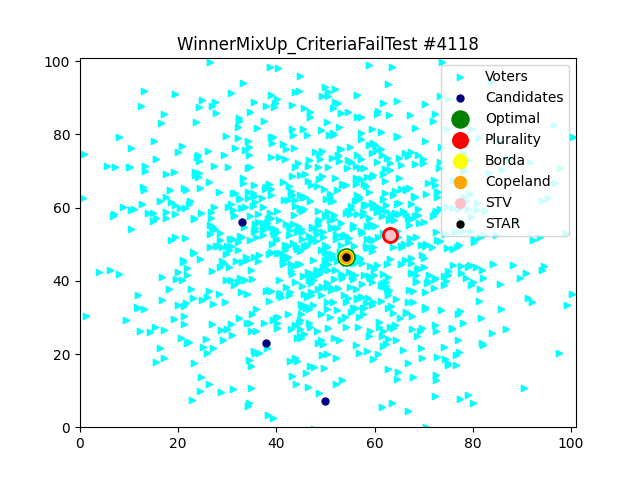 WinnerMixUp_CriteriaFailTest #4118
100
80
60
40
20
0
0 20 40 60 80 100
Voters
Candidates
Optimal
Plurality
Borda
Copeland
STV
STAR